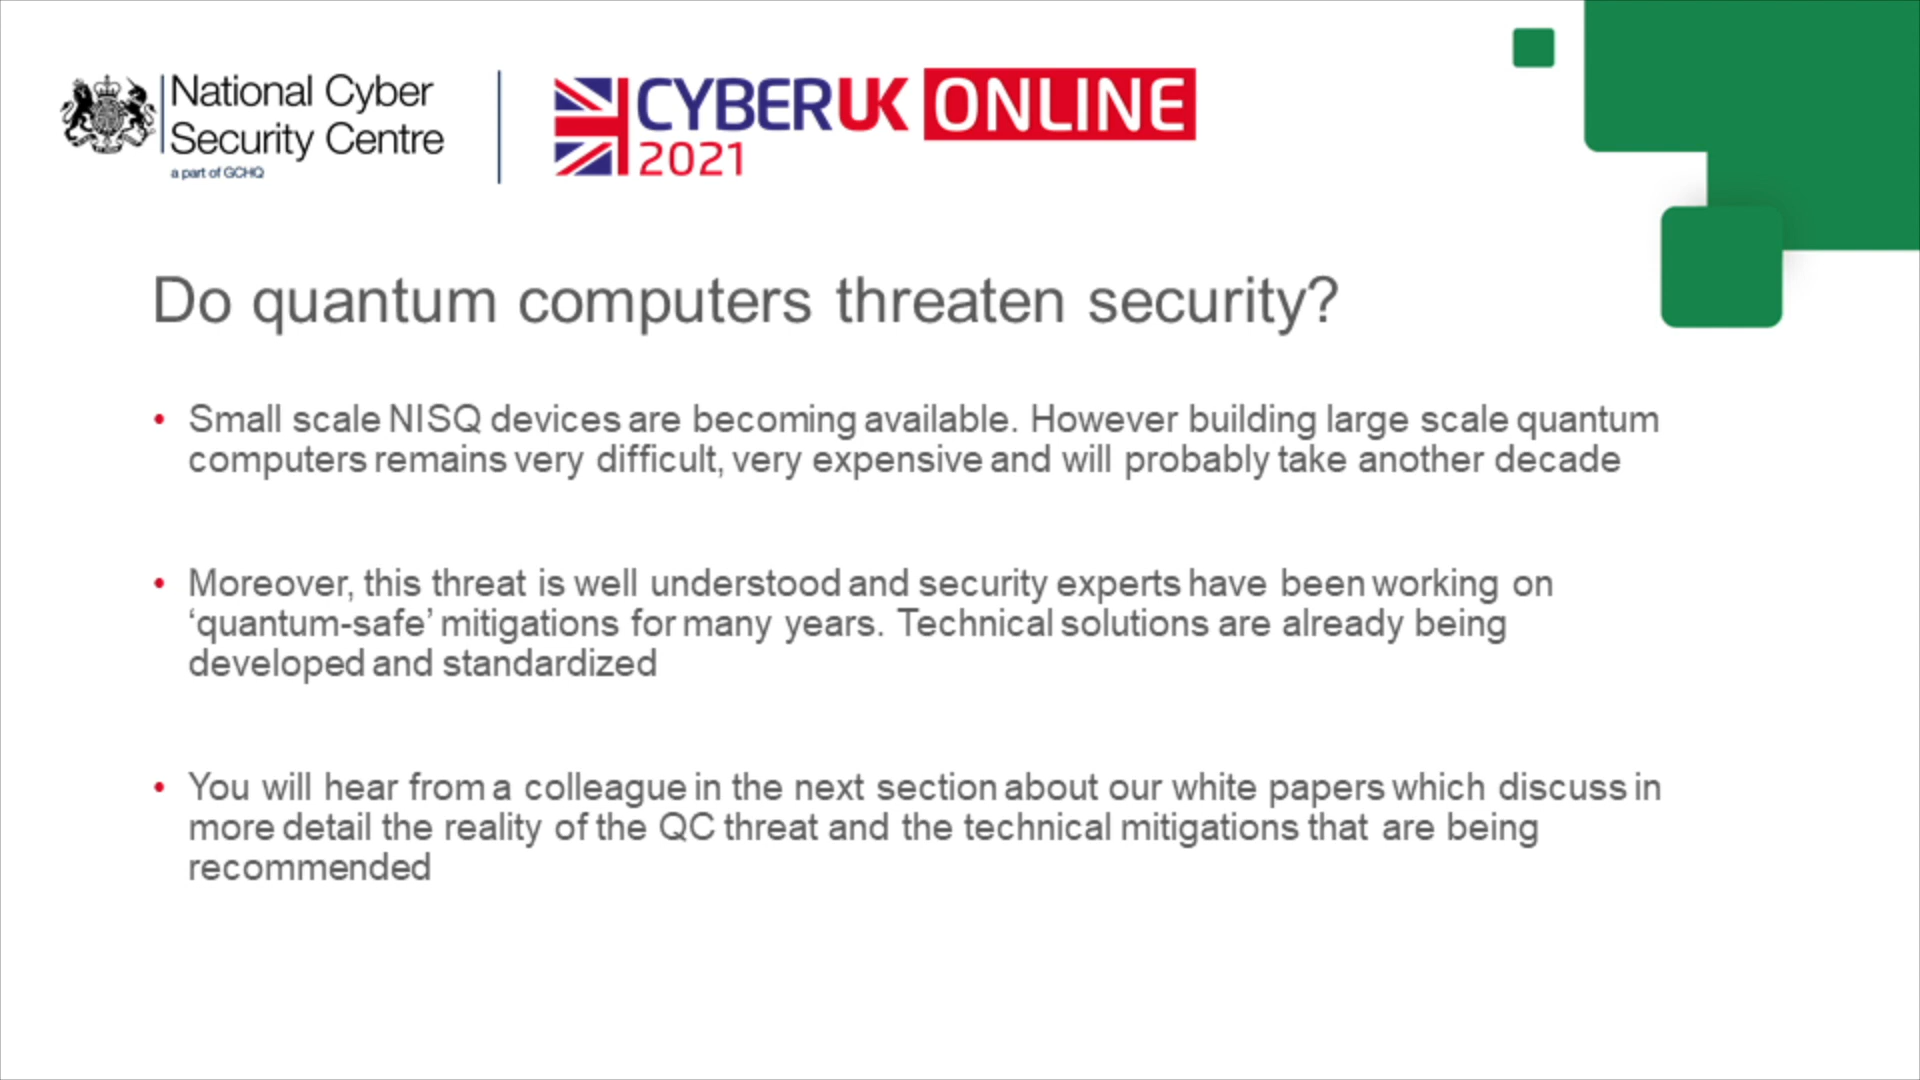 National Cyber
Security Centre
a part of GCHQ
CYBERUK ONLINE
2021
Do quantum computers threaten security?
• Small scale NISQ devices are becoming available. However building large scale quantum
computers remains very difficult, very expensive and will probably take another decade
• Moreover, this threat is well understood and security experts have been working on
‘quantum-safe’ mitigations for many years. Technical solutions are already being
developed and standardized
• You will hear from a colleague in the next section about our white papers which discuss in
more detail the reality of the QC threat and the technical mitigations that are being
recommended